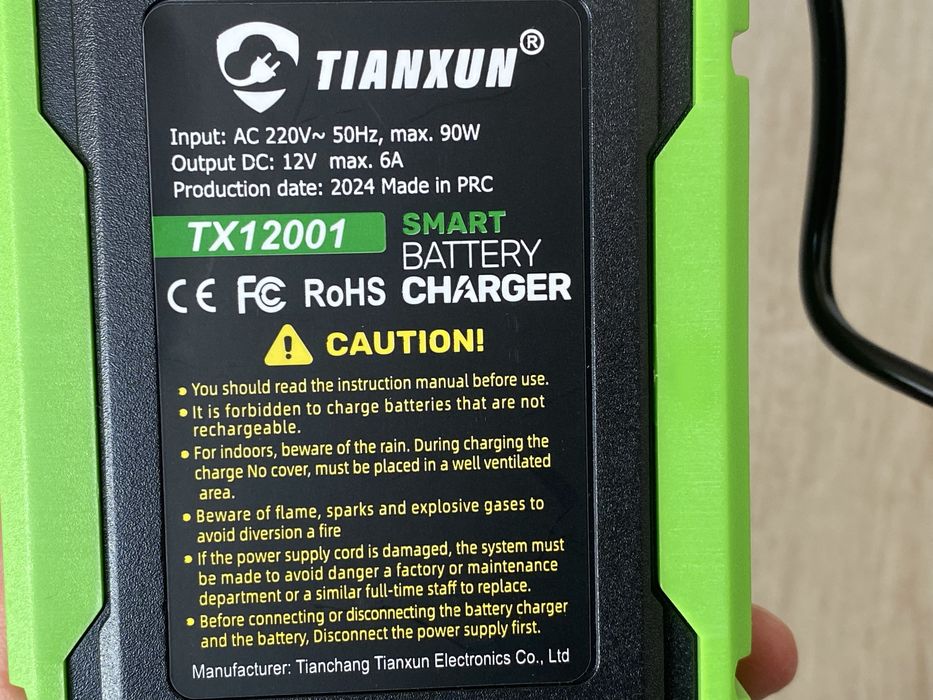 TIANXUN®
Input: AC 220V~ 50Hz, max. 90W
Output DC: 12V max. 6A
Production date: 2024 Made in PRC
TX12001
SMART
BATTERY
CHARGER
CE FC RoHS
CAUTION!
• You should read the instruction manual before use.
• It is forbidden to charge batteries that are not
rechargeable.
• For indoors, beware of the rain. During charging the
charge No cover, must be placed in a well ventilated
area.
• Beware of flame, sparks and explosive gases to
avoid diversion a fire
• If the power supply cord is damaged, the system must
be made to avoid danger a factory or maintenance
department or a similar full-time staff to replace.
• Before connecting or disconnecting the battery charger
and the battery, Disconnect the power supply first.
Manufacturer: Tianchang Tianxun Electronics Co., Ltd